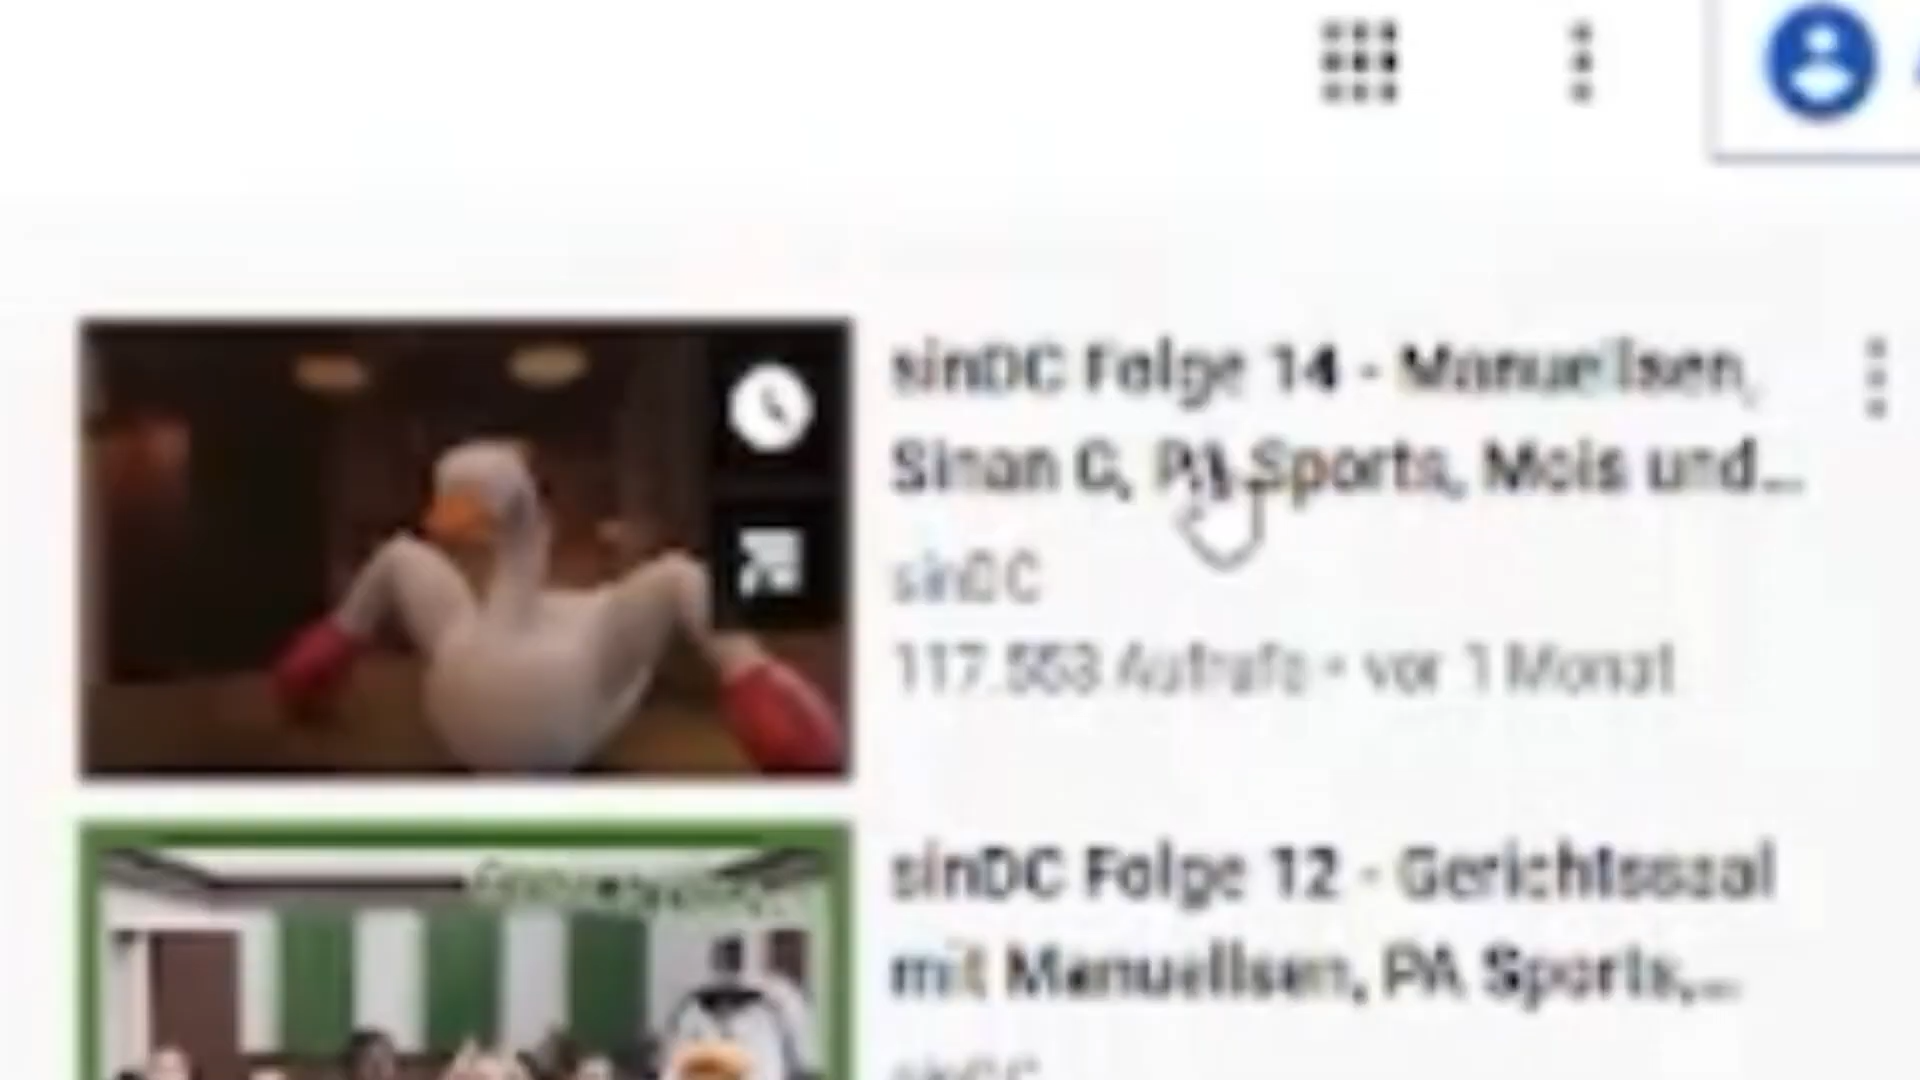 sinDC Folge 14 - Manuellsen,
Sinan G, PA Sports, Mois und...
sinDC
117.553 Aufrufe • vor 1 Monat
sinDC Folge 12 - Gerichtssaal
mit Manuellsen, PA Sports,...
sinDC